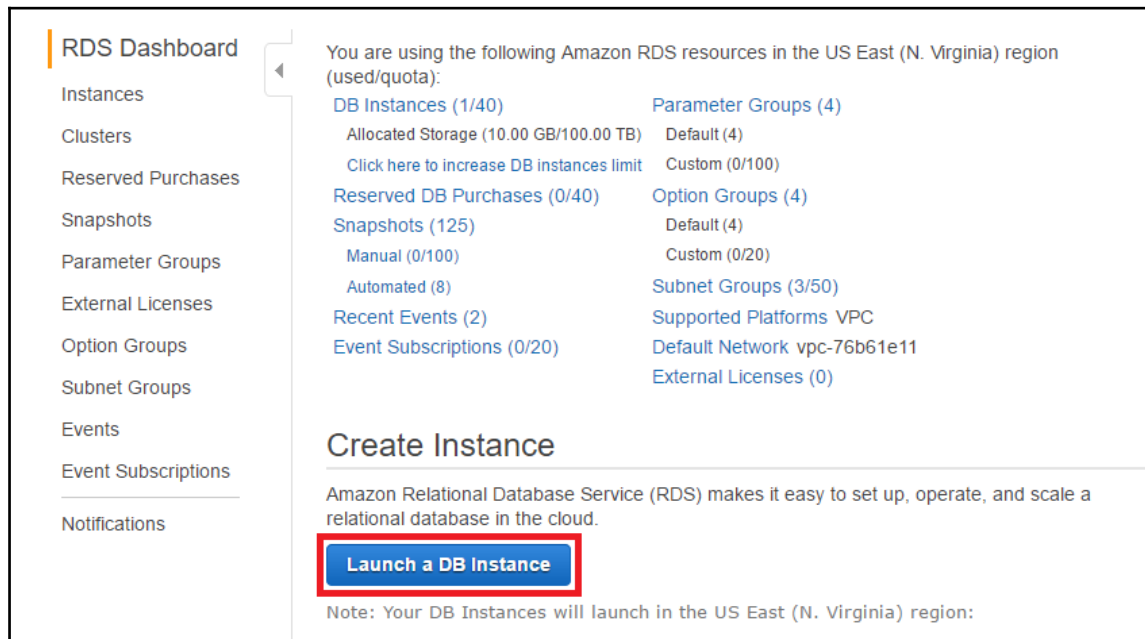 RDS Dashboard
Instances
Clusters
Reserved Purchases
Snapshots
Parameter Groups
External Licenses
Option Groups
Subnet Groups
Events
Event Subscriptions
Notifications
You are using the following Amazon RDS resources in the US East (N. Virginia) region
(used/quota):
DB Instances (1/40)
Allocated Storage (10.00 GB/100.00 TB)
Click here to increase DB instances limit
Reserved DB Purchases (0/40)
Snapshots (125)
Manual (0/100)
Automated (8)
Recent Events (2)
Event Subscriptions (0/20)
Parameter Groups (4)
Default (4)
Custom (0/100)
Option Groups (4)
Default (4)
Custom (0/20)
Subnet Groups (3/50)
Supported Platforms VPC
Default Network vpc-76b61e11
External Licenses (0)
Create Instance
Amazon Relational Database Service (RDS) makes it easy to set up, operate, and scale a
relational database in the cloud.
Launch a DB Instance
Note: Your DB Instances will launch in the US East (N. Virginia) region: